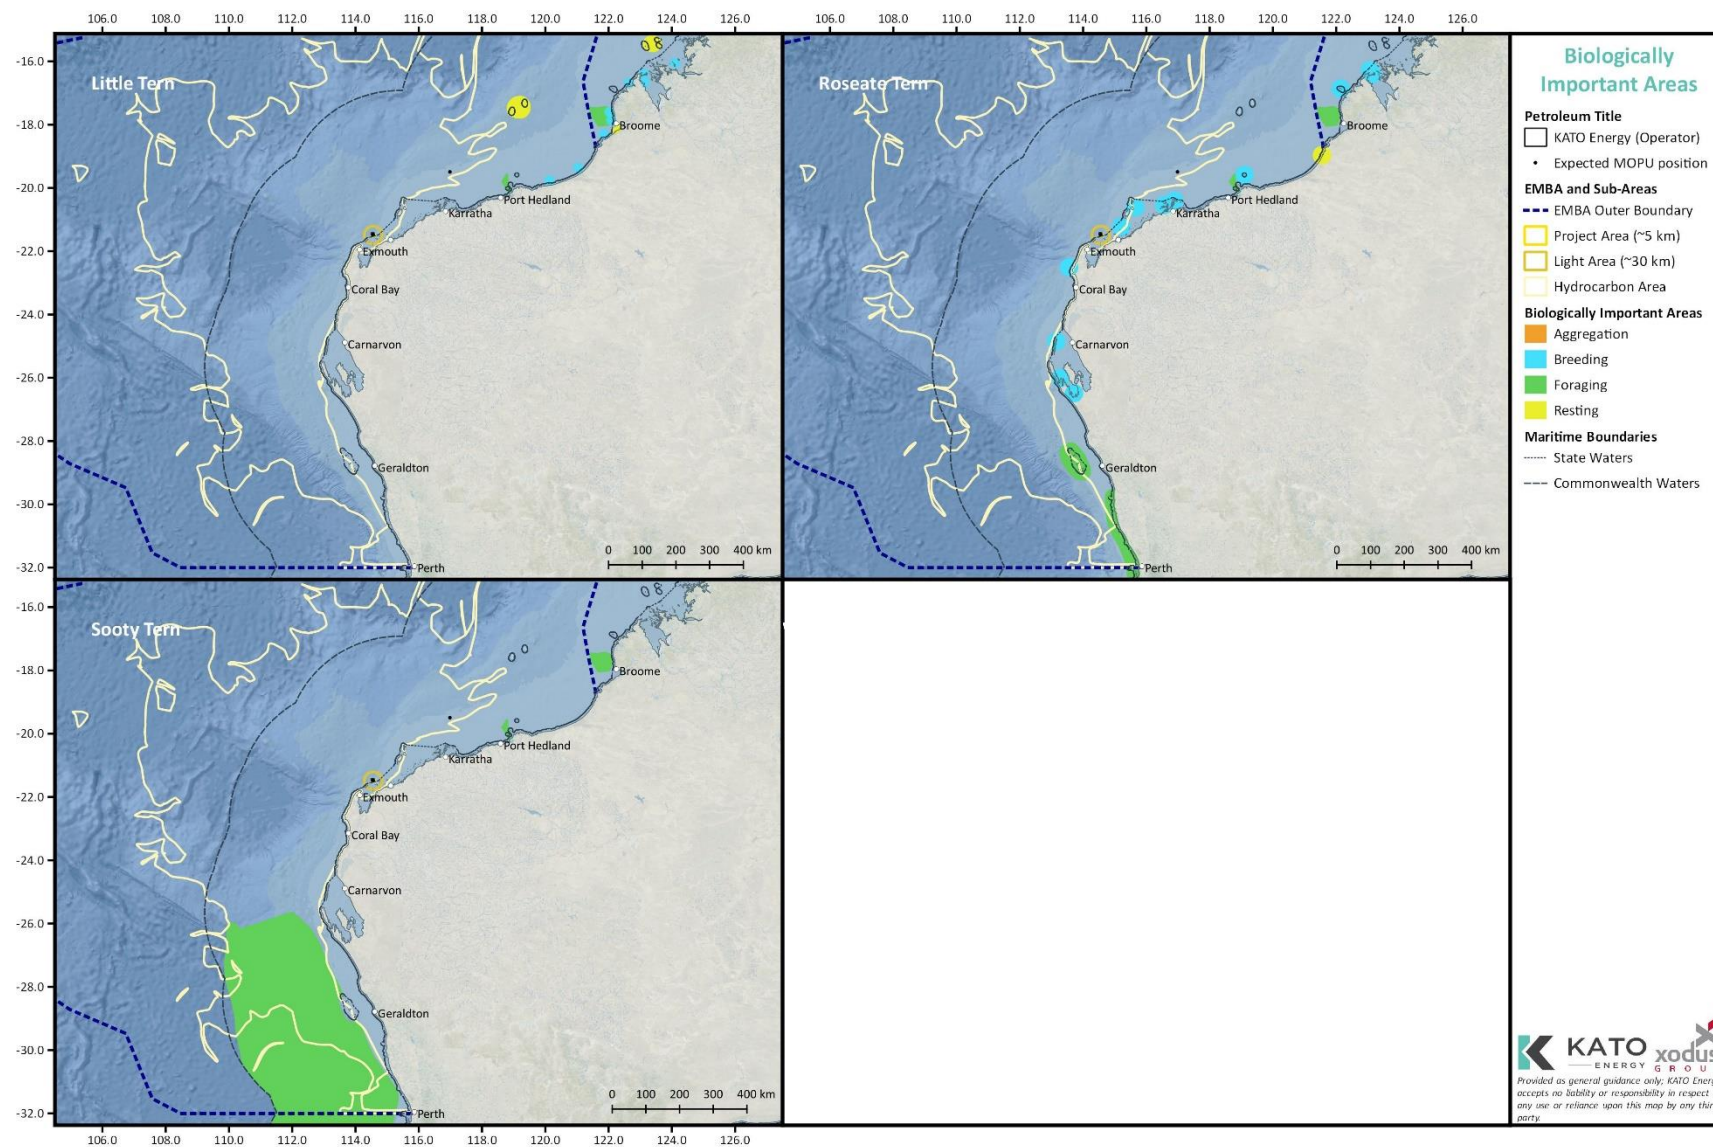 106.0 108.0 110.0 112.0 114.0 116.0 118.0 120.0 122.0 124.0 126.0
106.0 108.0 110.0 112.0 114.0 116.0 118.0 120.0 122.0 124.0 126.0
-16.0
-18.0
-20.0
-22.0
-24.0
-26.0
-28.0
-30.0
-32.0
Little Tern
Broome
Port Hedland
Karratha
Exmouth
Coral Bay
Carnarvon
Geraldton
0 100 200 300 400 km
Perth
Roseate Tern
Broome
Port Hedland
Karratha
Exmouth
Coral Bay
Carnarvon
Geraldton
0 100 200 300 400 km
Perth
-16.0
-18.0
-20.0
-22.0
-24.0
-26.0
-28.0
-30.0
-32.0
Sooty Tern
Broome
Port Hedland
Karratha
Exmouth
Coral Bay
Carnarvon
Geraldton
0 100 200 300 400 km
Perth
106.0 108.0 110.0 112.0 114.0 116.0 118.0 120.0 122.0 124.0 126.0
Biologically
Important Areas
Petroleum Title
KATO Energy (Operator)
Expected MOPU position
EMBA and Sub-Areas
EMBA Outer Boundary
Project Area (~5 km)
Light Area (~30 km)
Hydrocarbon Area
Biologically Important Areas
Aggregation
Breeding
Foraging
Resting
Maritime Boundaries
State Waters
Commonwealth Waters
KATO
ENERGY
xodus
GROU
Provided as general guidance only; KATO Energ
accepts no liability or responsibility in respect
any use or reliance upon this map by any thir
party.